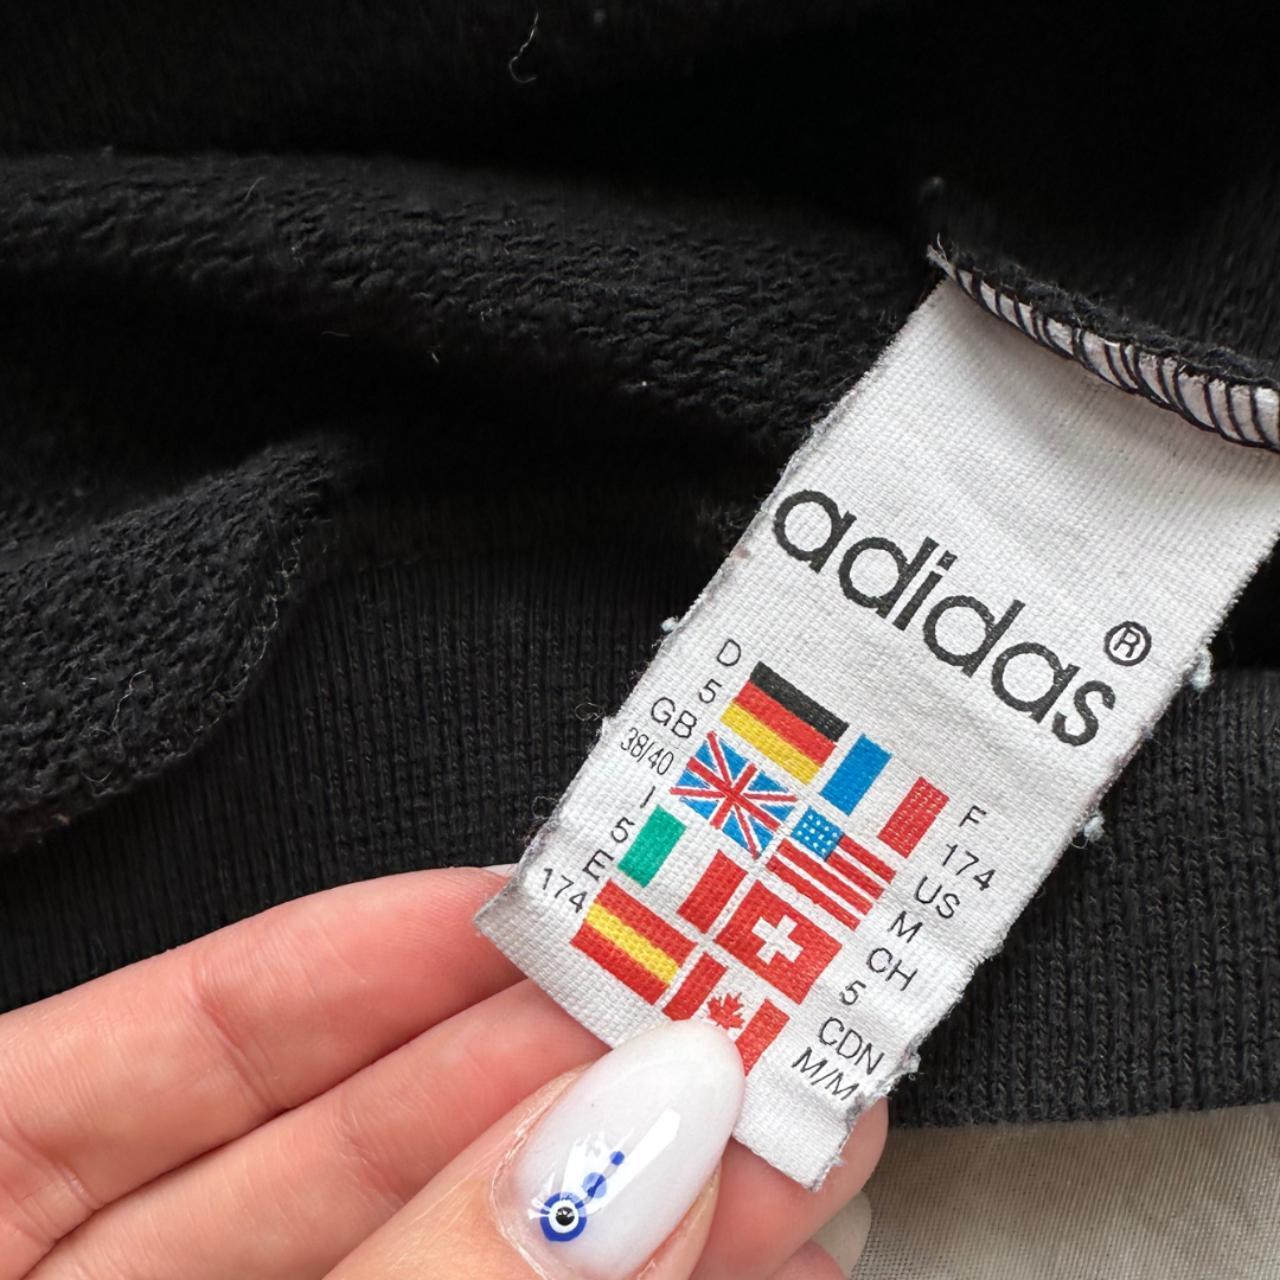 adidas®
D
5
GB
38/40
I
5
E
174
F
174
US
M
CH
5
CDN
M/M